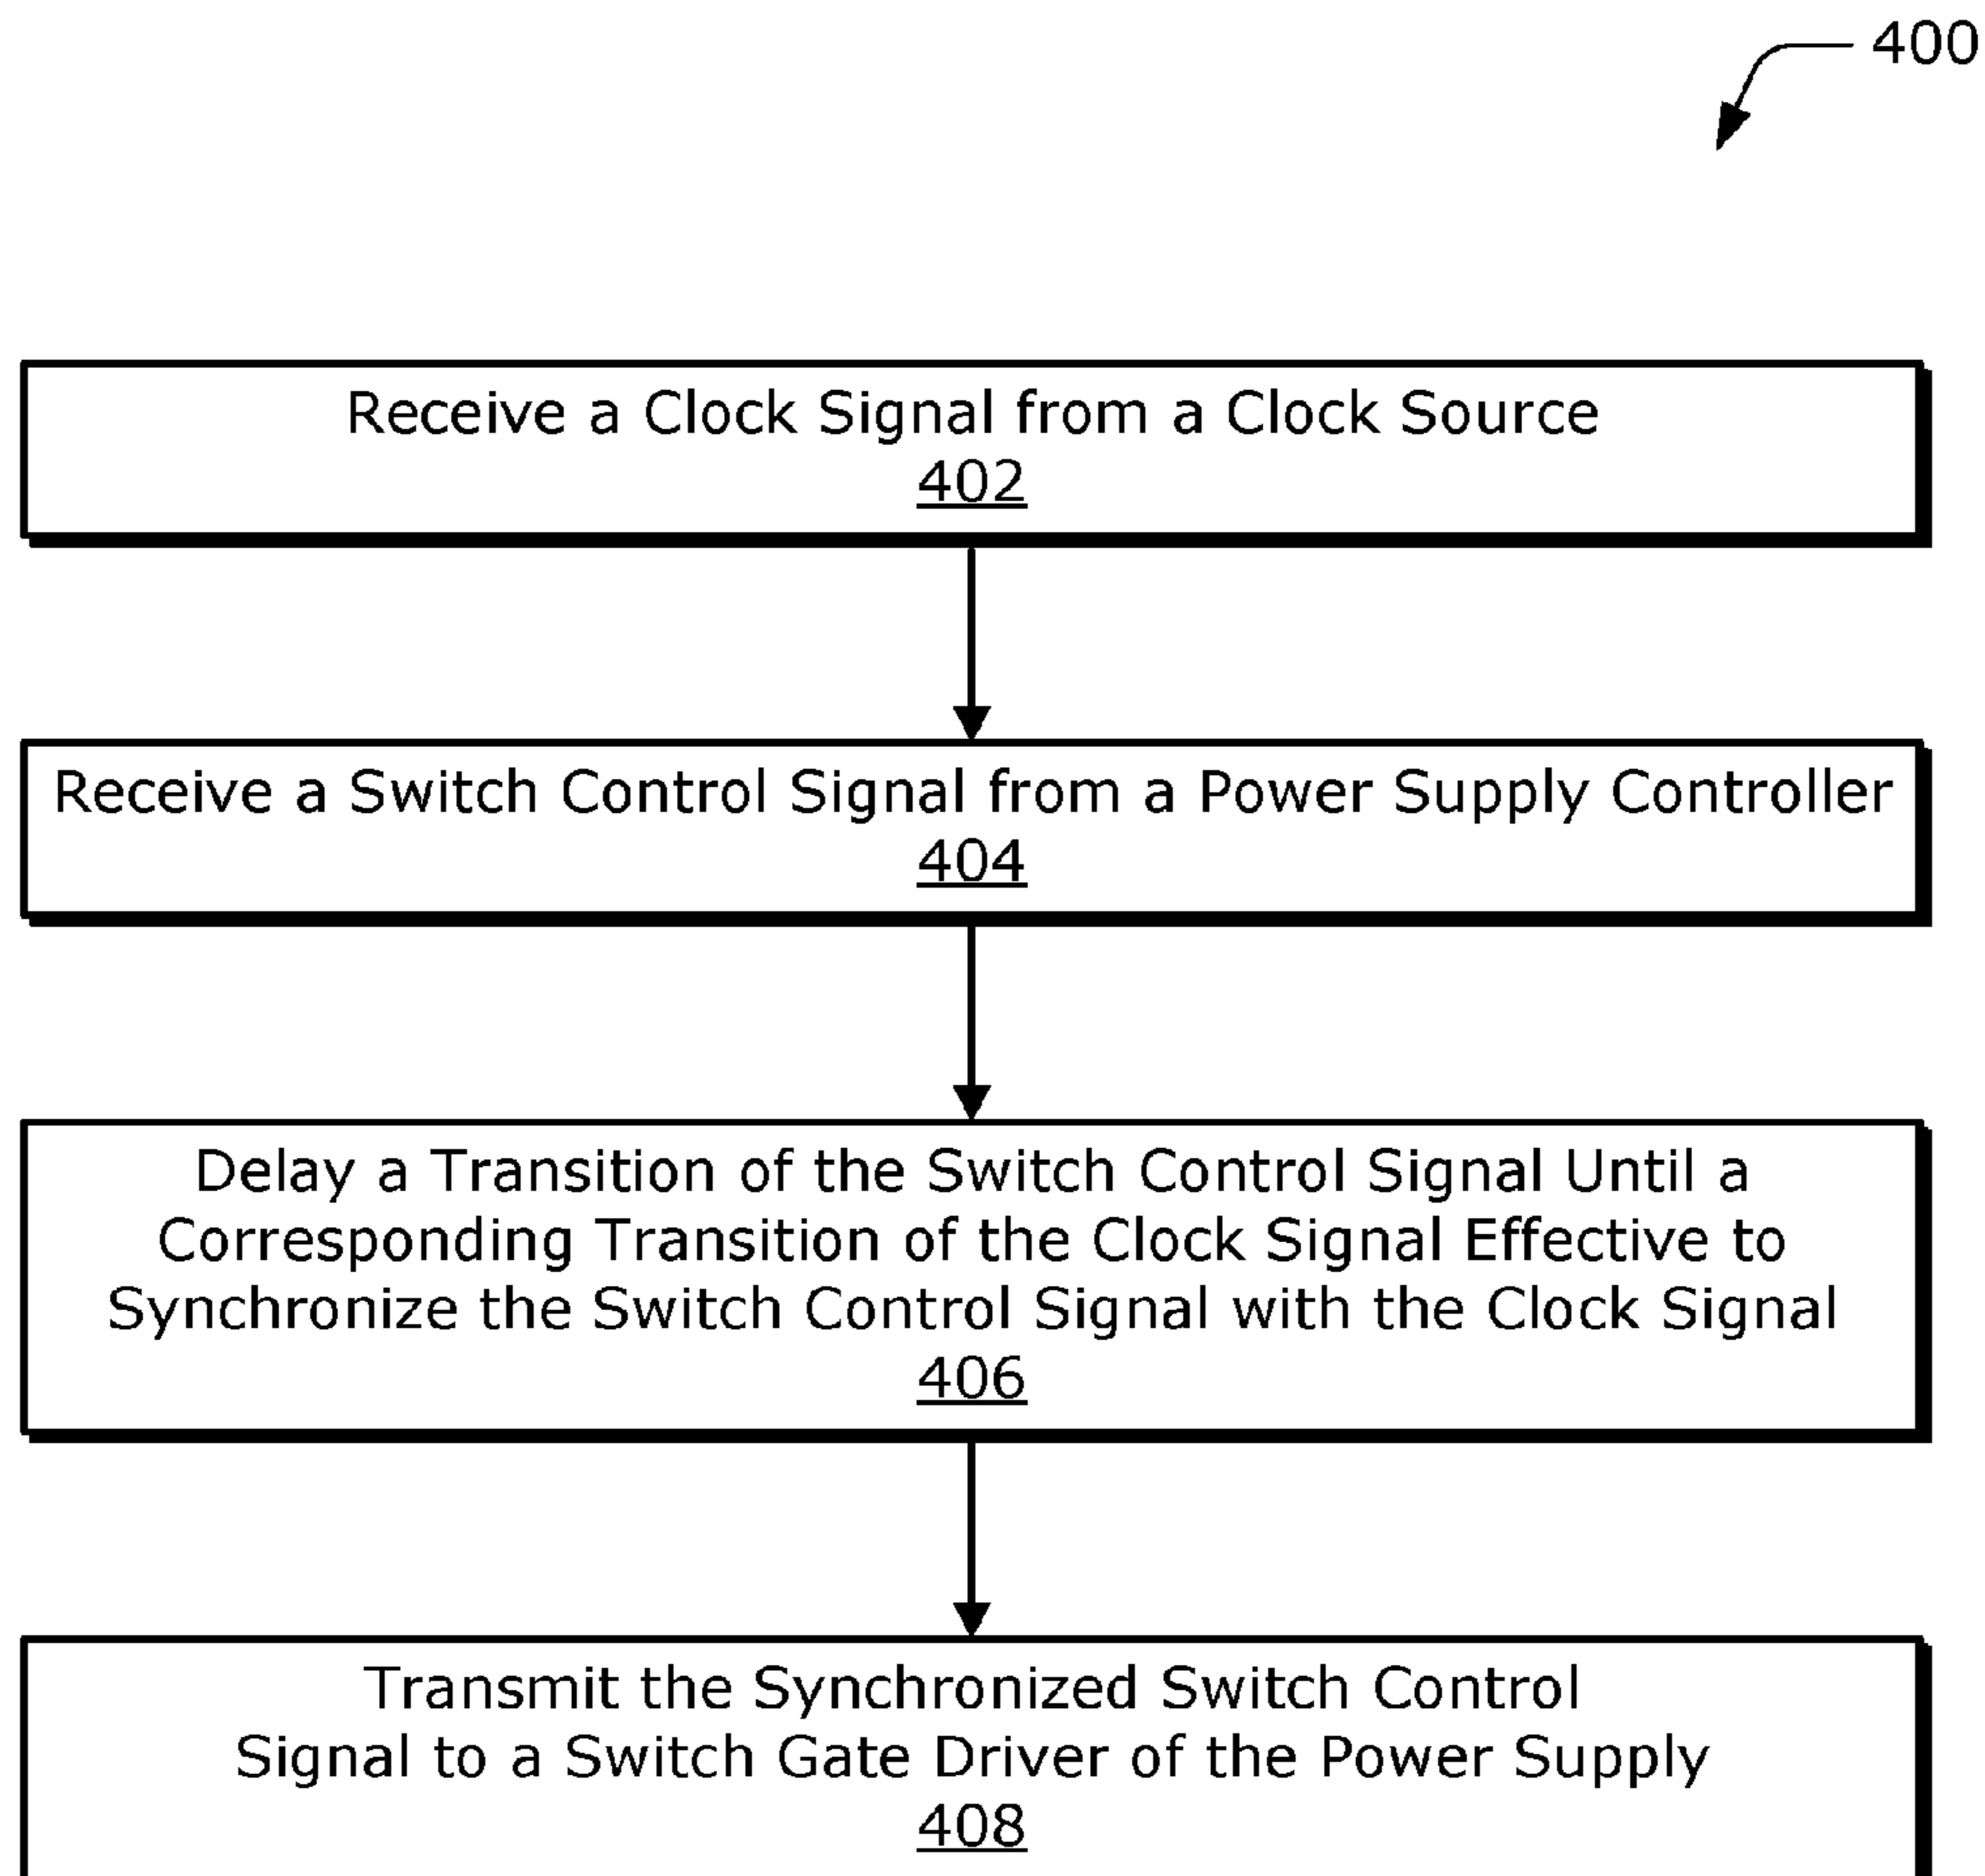 400
Receive a Clock Signal from a Clock Source
402
Receive a Switch Control Signal from a Power Supply Controller
404
Delay a Transition of the Switch Control Signal Until a
Corresponding Transition of the Clock Signal Effective to
Synchronize the Switch Control Signal with the Clock Signal
406
Transmit the Synchronized Switch Control
Signal to a Switch Gate Driver of the Power Supply
408